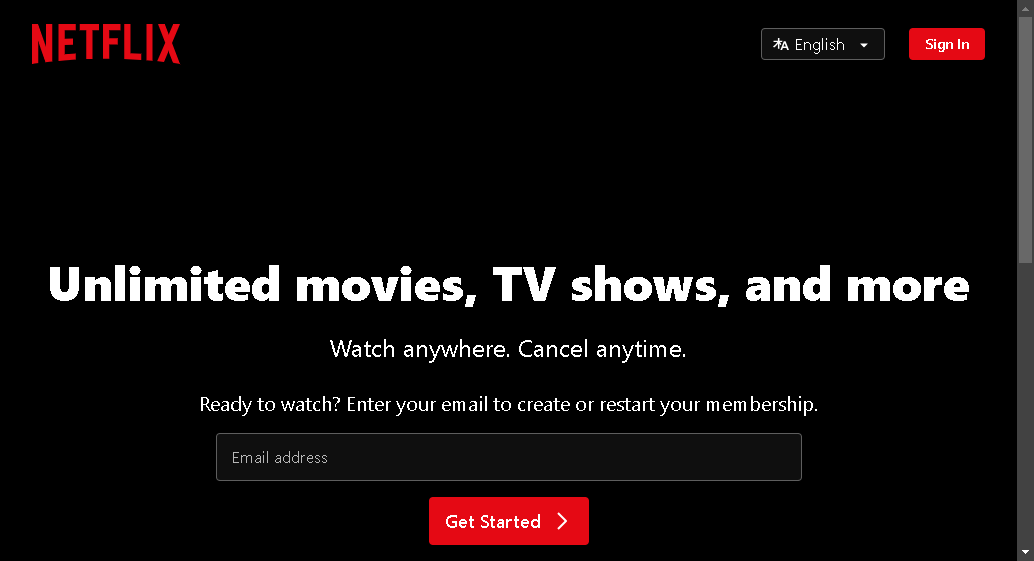 NETFLIX
English
Sign In
Unlimited movies, TV shows, and more
Watch anywhere. Cancel anytime.
Ready to watch? Enter your email to create or restart your membership.
Email address
Get Started